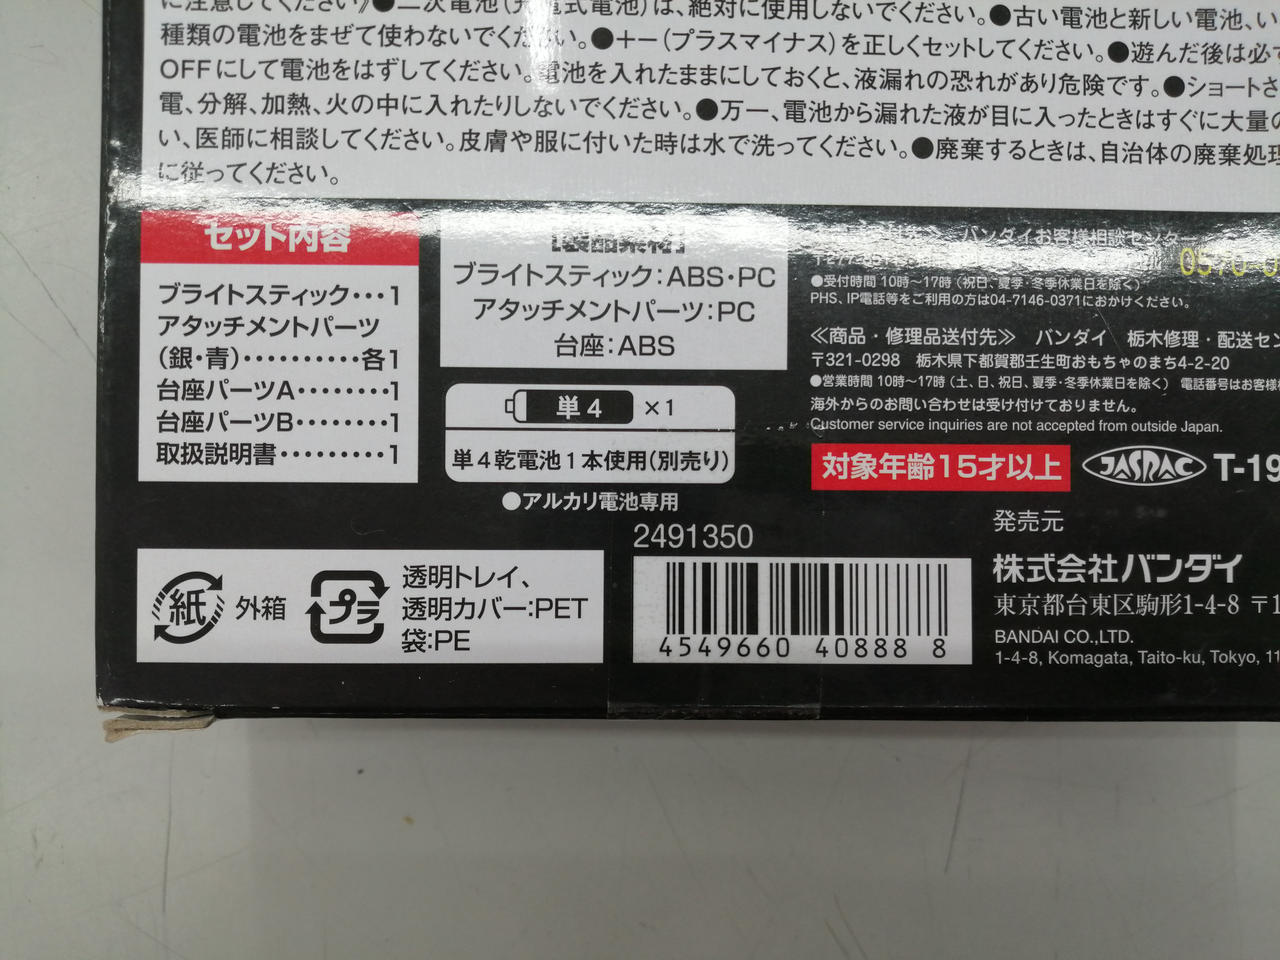 に注意してください》●二次電池(充電式電池)は、絶対に使用しないでください。●古い電池と新しい電池、い
種類の電池をまぜて使わないでください。●+−(プラスマイナス)を正しくセットしてください。●遊んだ後は必ず
OFFにして電池をはずしてください。電池を入れたままにしておくと、液漏れの恐れがあり危険です。●ショートさ
電、分解、加熱、火の中に入れたりしないでください。●万一、電池から漏れた液が目に入ったときはすぐに大量の
い、医師に相談してください。皮膚や服に付いた時は水で洗ってください。●廃棄するときは、自治体の廃棄処理
に従ってください。
セット内容
ブライトスティック‥‥1
アタッチメントパーツ
(銀・青)‥‥‥‥‥各1
台座パーツA‥‥‥‥1
台座パーツB‥‥‥‥1
取扱説明書‥‥‥‥‥1
【製品素材】
ブライトスティック:ABS・PC
アタッチメントパーツ:PC
台座:ABS
単4 ×1
単4乾電池1本使用(別売り)
●アルカリ電池専用
バンダイお客様相談センター
0570-0
●受付時間 10時〜17時(祝日、夏季・冬季休業日を除く)
PHS、IP電話等をご利用の方は04-7146-0371におかけください。
≪商品・修理品送付先≫ バンダイ 栃木修理・配送セン
〒321-0298 栃木県下都賀郡壬生町おもちゃのまち4-2-20
●営業時間 10時〜17時(土、日、祝日、夏季・冬季休業日を除く) 電話番号はお客様
海外からのお問い合わせは受け付けておりません。
Customer service inquiries are not accepted from outside Japan.
対象年齢15才以上
JASRAC T-19
発売元
株式会社バンダイ
東京都台東区駒形1-4-8 〒1
BANDAI CO.,LTD.
1-4-8, Komagata, Taito-ku, Tokyo, 11
2491350
4549660 40888 8
紙 外箱
プラ
透明トレイ、
透明カバー:PET
袋:PE